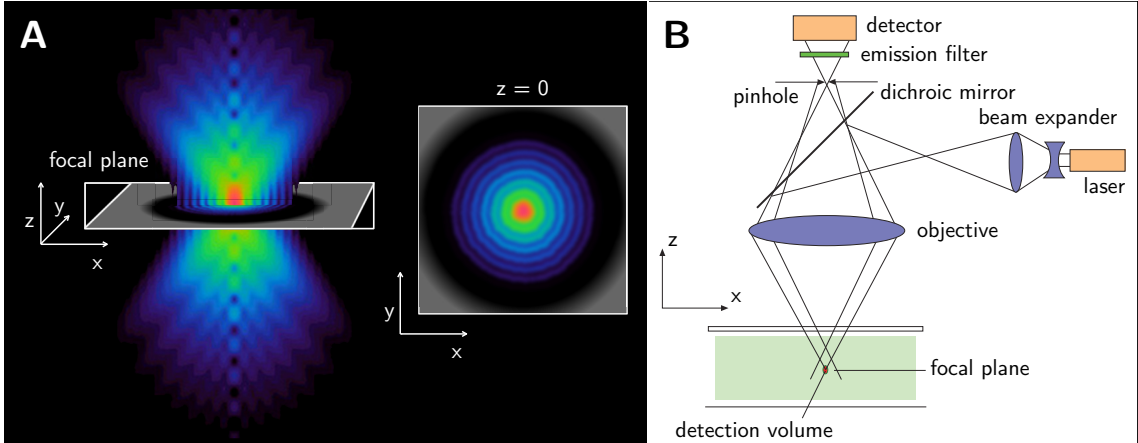 A
z = 0
focal plane
z
y
x
y
x
B
detector
emission filter
pinhole
dichroic mirror
beam expander
laser
objective
z
x
focal plane
detection volume